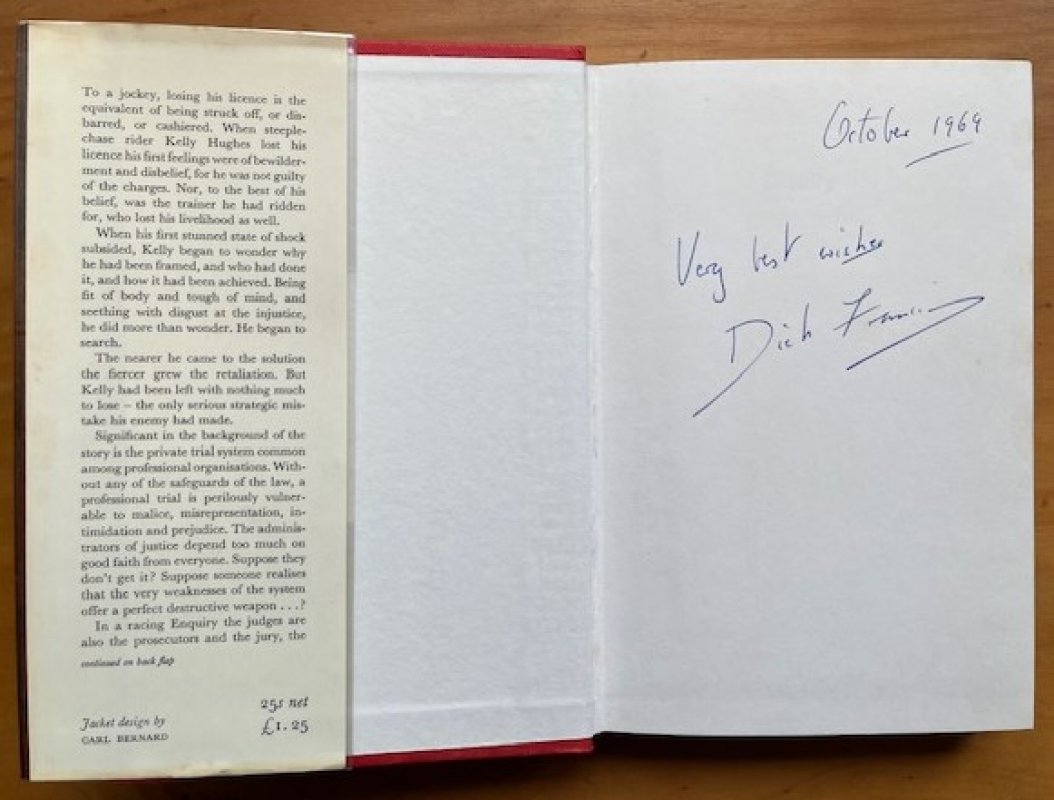 To a jockey, losing his licence is the
equivalent of being struck off, or dis-
barred, or cashiered. When steeple-
chase rider Kelly Hughes lost his
licence his first feelings were of bewilder-
ment and disbelief, for he was not guilty
of the charges. Nor, to the best of his
belief, was the trainer he had ridden
for, who lost his livelihood as well.
When his first stunned state of shock
subsided, Kelly began to wonder why
he had been framed, and who had done
it, and how it had been achieved. Being
fit of body and tough of mind, and
seething with disgust at the injustice,
he did more than wonder. He began to
search.
The nearer he came to the solution
the fiercer grew the retaliation. But
Kelly had been left with nothing much
to lose – the only serious strategic mis-
take his enemy had made.
Significant in the background of the
story is the private trial system common
among professional organisations. With-
out any of the safeguards of the law, a
professional trial is perilously vulner-
able to malice, misrepresentation, in-
timidation and prejudice. The adminis-
trators of justice depend too much on
good faith from everyone. Suppose they
don't get it? Suppose someone realises
that the very weaknesses of the system
offer a perfect destructive weapon . . . ?
In a racing Enquiry the judges are
also the prosecutors and the jury, the
continued on back flap
25s net
£1.25
Jacket design by
CARL BERNARD
October 1969
Very best wishes
Dick Francis